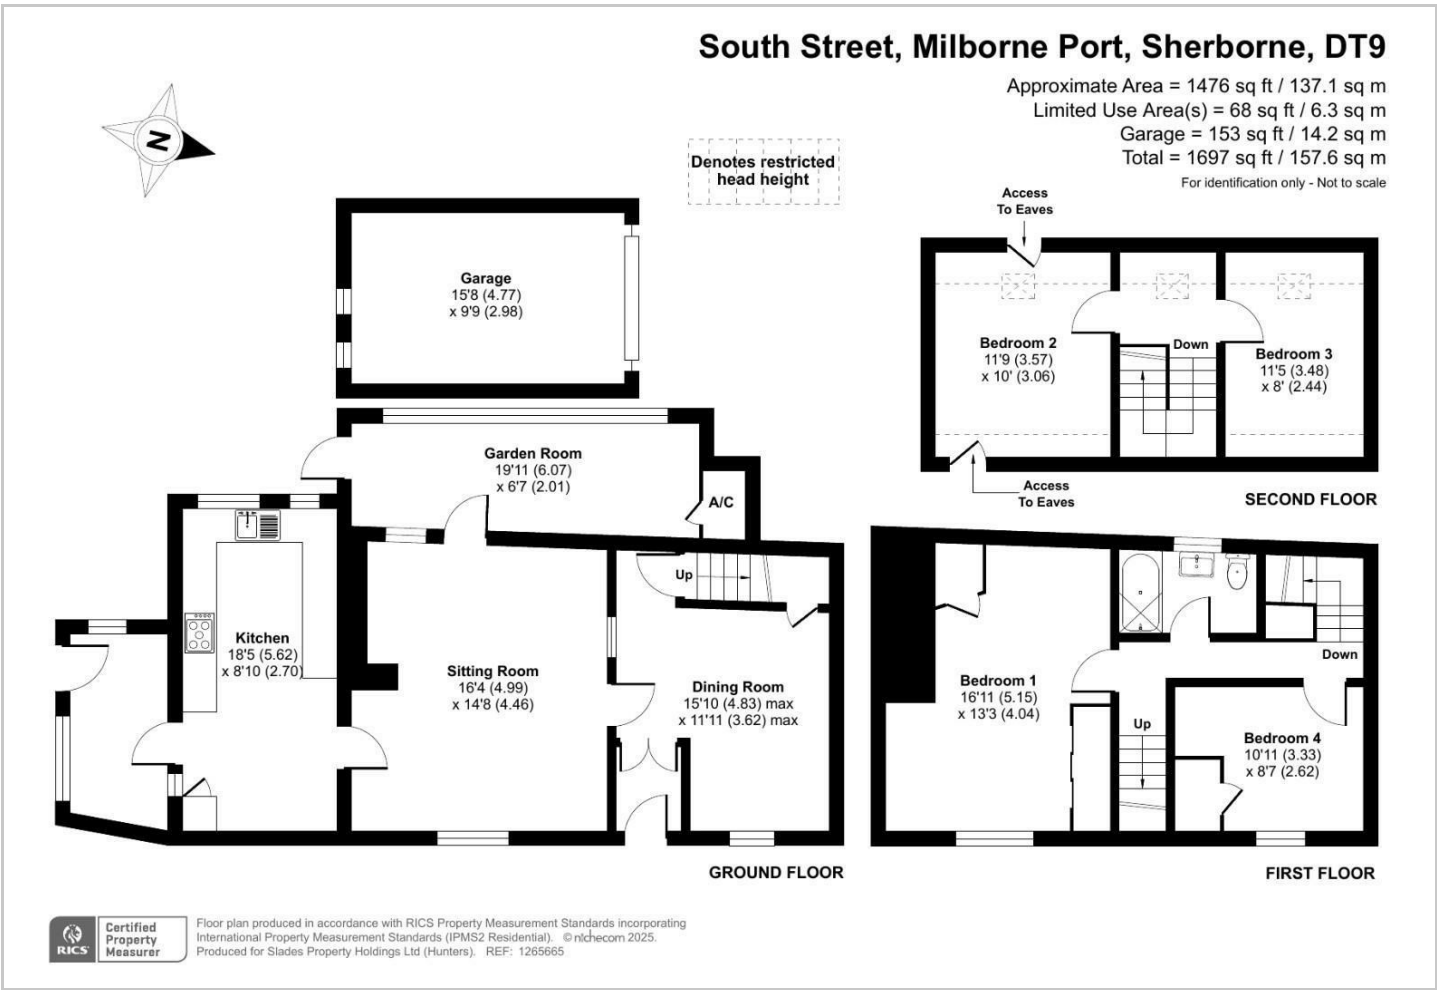 South Street, Milborne Port, Sherborne, DT9
Approximate Area = 1476 sq ft / 137.1 sq m
Limited Use Area(s) = 68 sq ft / 6.3 sq m
Garage = 153 sq ft / 14.2 sq m
Total = 1697 sq ft / 157.6 sq m
For identification only - Not to scale
N
Denotes restricted
head height
Access
To Eaves
Garage
15'8 (4.77)
x 9'9 (2.98)
Bedroom 2
11'9 (3.57)
x 10' (3.06)
Down
Bedroom 3
11'5 (3.48)
x 8' (2.44)
Access
To Eaves
SECOND FLOOR
Garden Room
19'11 (6.07)
x 6'7 (2.01)
A/C
Up
Kitchen
18'5 (5.62)
x 8'10 (2.70)
Sitting Room
16'4 (4.99)
x 14'8 (4.46)
Dining Room
15'10 (4.83) max
x 11'11 (3.62) max
GROUND FLOOR
Bedroom 1
16'11 (5.15)
x 13'3 (4.04)
Down
Up
Bedroom 4
10'11 (3.33)
x 8'7 (2.62)
FIRST FLOOR
RICS
Certified
Property
Measurer
Floor plan produced in accordance with RICS Property Measurement Standards incorporating
International Property Measurement Standards (IPMS2 Residential). © nichecom 2025.
Produced for Slades Property Holdings Ltd (Hunters). REF: 1265665